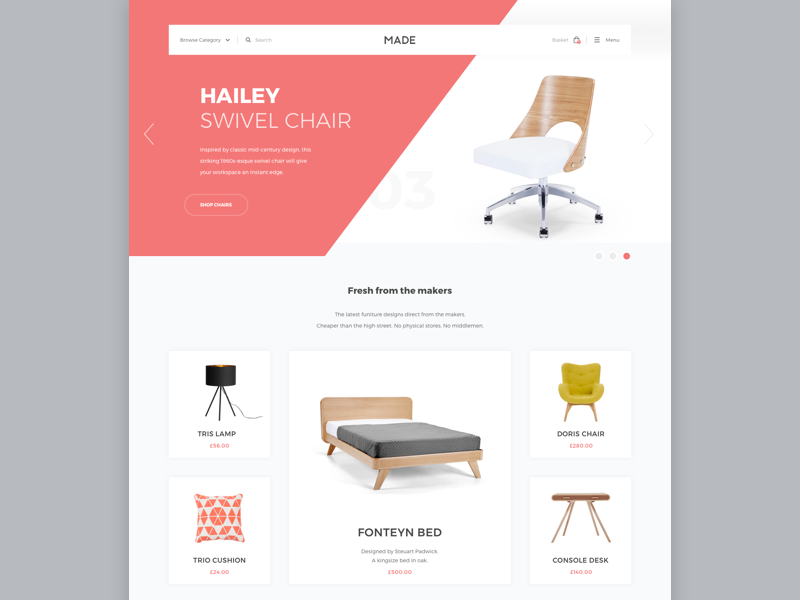 Browse Category
Search
MADE
Basket
Menu
HAILEY
SWIVEL CHAIR
Inspired by classic mid-century design, this
striking 1960s-esque swivel chair will give
your workspace an instant edge.
SHOP CHAIRS
03
Fresh from the makers
The latest funiture designs direct from the makers.
Cheaper than the high street. No physical stores. No middlemen.
TRIS LAMP
£56.00
TRIO CUSHION
£24.00
FONTEYN BED
Designed by Steuart Padwick.
A kingsize bed in oak.
£500.00
DORIS CHAIR
£280.00
CONSOLE DESK
£140.00